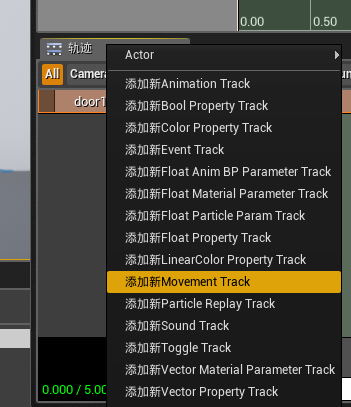 0.00 0.50
轨迹
All Camera
door1
Actor
添加新Animation Track
添加新Bool Property Track
添加新Color Property Track
添加新Event Track
添加新Float Anim BP Parameter Track
添加新Float Material Parameter Track
添加新Float Particle Param Track
添加新Float Property Track
添加新LinearColor Property Track
添加新Movement Track
添加新Particle Replay Track
添加新Sound Track
添加新Toggle Track
添加新Vector Material Parameter Track
添加新Vector Property Track
0.000 / 5.00